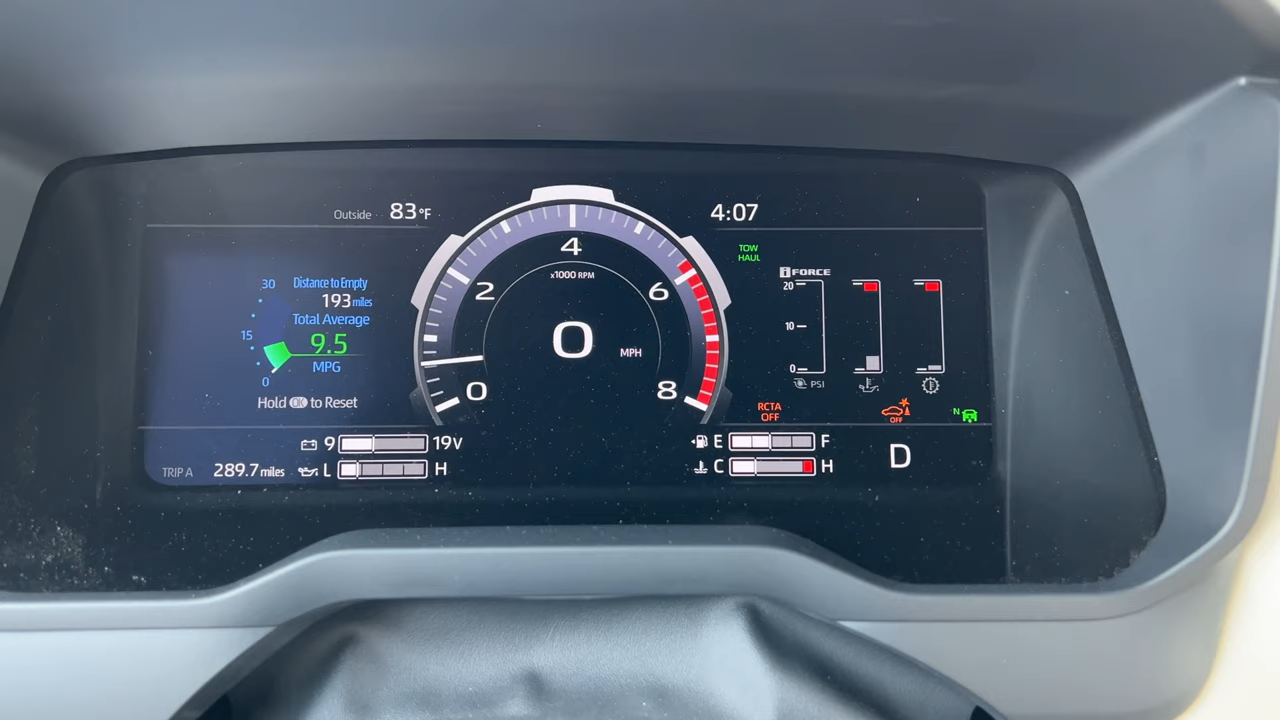 Outside 83°F
4:07
TOW
HAUL
30
15
0
Distance to Empty
193 miles
Total Average
9.5
MPG
Hold OK to Reset
0
2
4
6
8
x1000 RPM
0 MPH
iFORCE
20
10
0
PSI
RCTA
OFF
OFF
N
9 19V
TRIP A 289.7 miles
L H
E F
C H
D